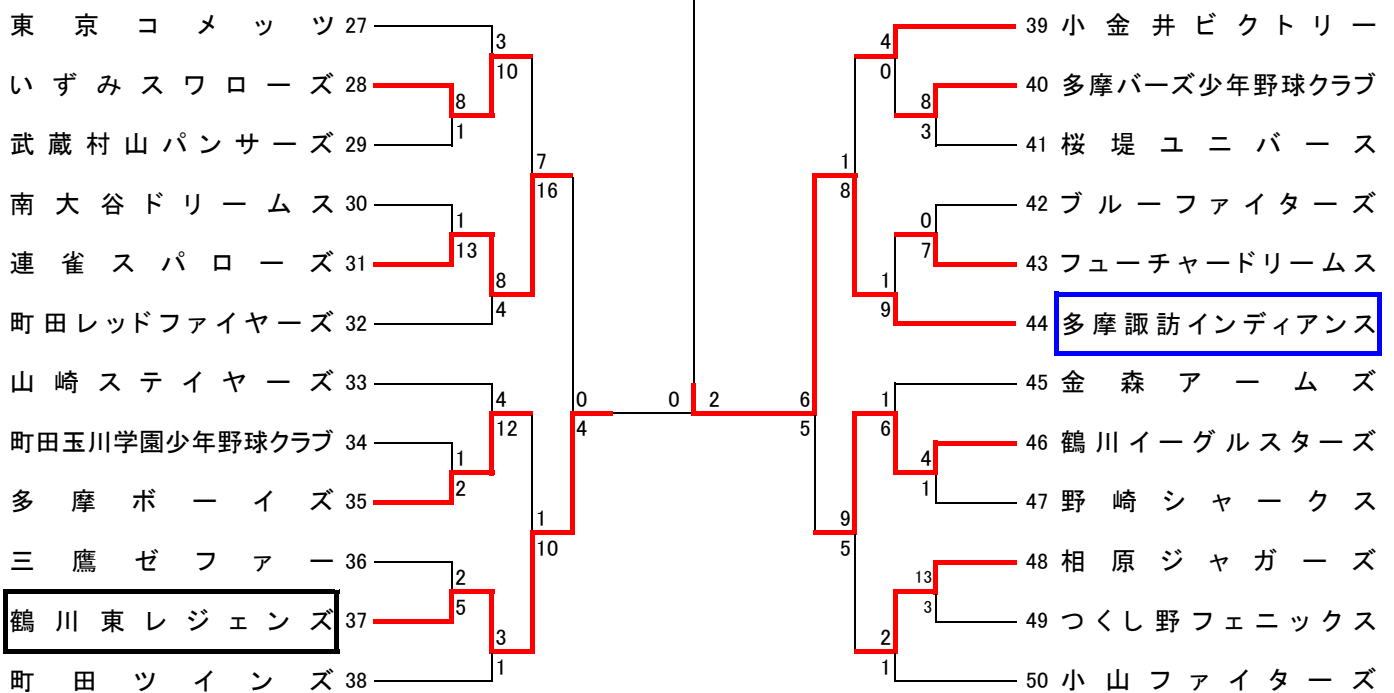 東京コメッツ 27
いずみスワローズ 28
武蔵村山パンサーズ 29
南大谷ドリームス 30
連雀スパローズ 31
町田レッドファイヤーズ 32
山崎ステイヤーズ 33
町田玉川学園少年野球クラブ 34
多摩ボーイズ 35
三鷹ゼファー 36
鶴川東レジェンズ 37
町田ツインズ 38
3
10
8
1
7
16
1
13
8
4
4
12
1
2
1
10
2
5
3
1
0
4
0 2
6
5
4
0
8
3
1
8
0
7
1
9
1
6
4
1
9
5
13
3
2
1
39 小金井ビクトリー
40 多摩バーズ少年野球クラブ
41 桜堤ユニバース
42 ブルーファイターズ
43 フューチャードリームス
44 多摩諏訪インディアンス
45 金森アームズ
46 鶴川イーグルスターズ
47 野崎シャークス
48 相原ジャガーズ
49 つくし野フェニックス
50 小山ファイターズ